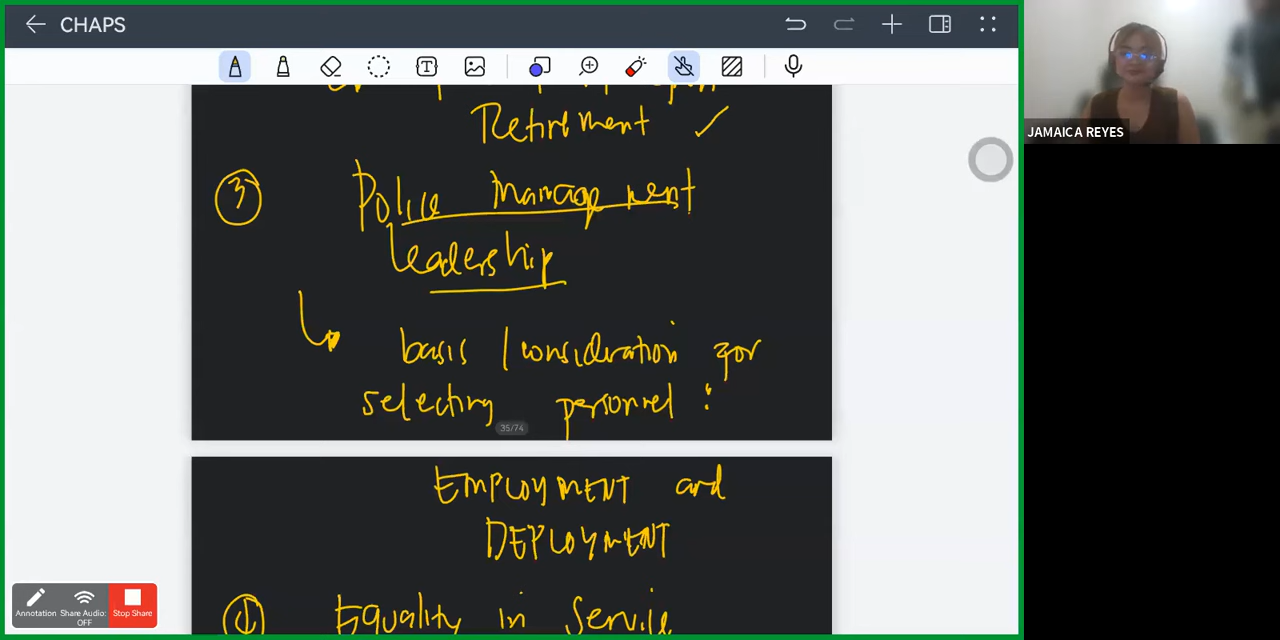 CHAPS
JAMAICA REYES
Retirement ✓
③ Police Management
Leadership
basis / consideration for
selecting personnel :
35/74
EMPLOYMENT and
DEPLOYMENT
① Equality in Service
Annotation
Share Audio: OFF
Stop Share